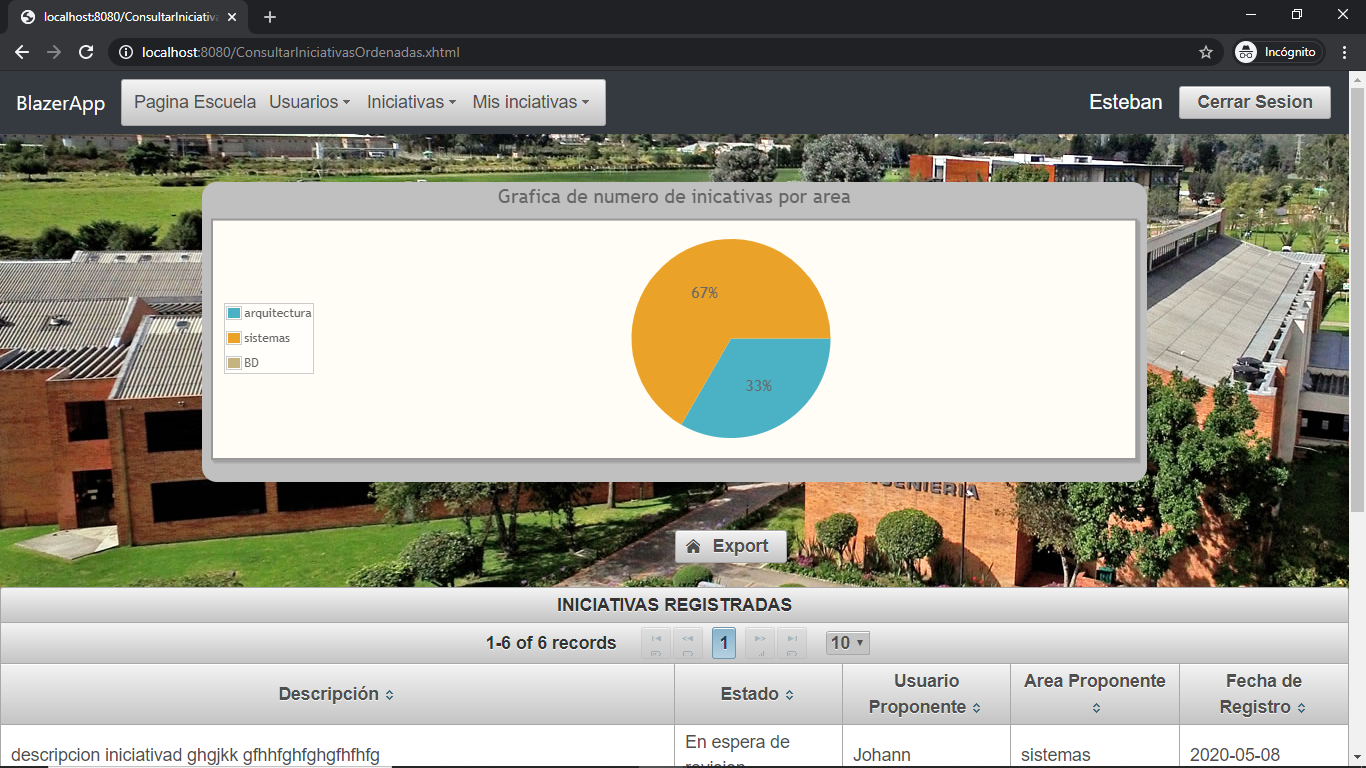 localhost:8080/ConsultarIniciativa
localhost:8080/ConsultarIniciativasOrdenadas.xhtml
Incógnito
BlazerApp
Pagina Escuela Usuarios Iniciativas Mis inciativas
Esteban
Cerrar Sesion
Grafica de numero de inicativas por area
67%
33%
arquitectura
sistemas
BD
INGENIERIA
Export
INICIATIVAS REGISTRADAS
1-6 of 6 records
1
10
Descripción
Estado
Usuario
Proponente
Area Proponente
Fecha de
Registro
descripcion iniciativad ghgjkk gfhhfghfghgfhfhfg
En espera de
revision
Johann
sistemas
2020-05-08